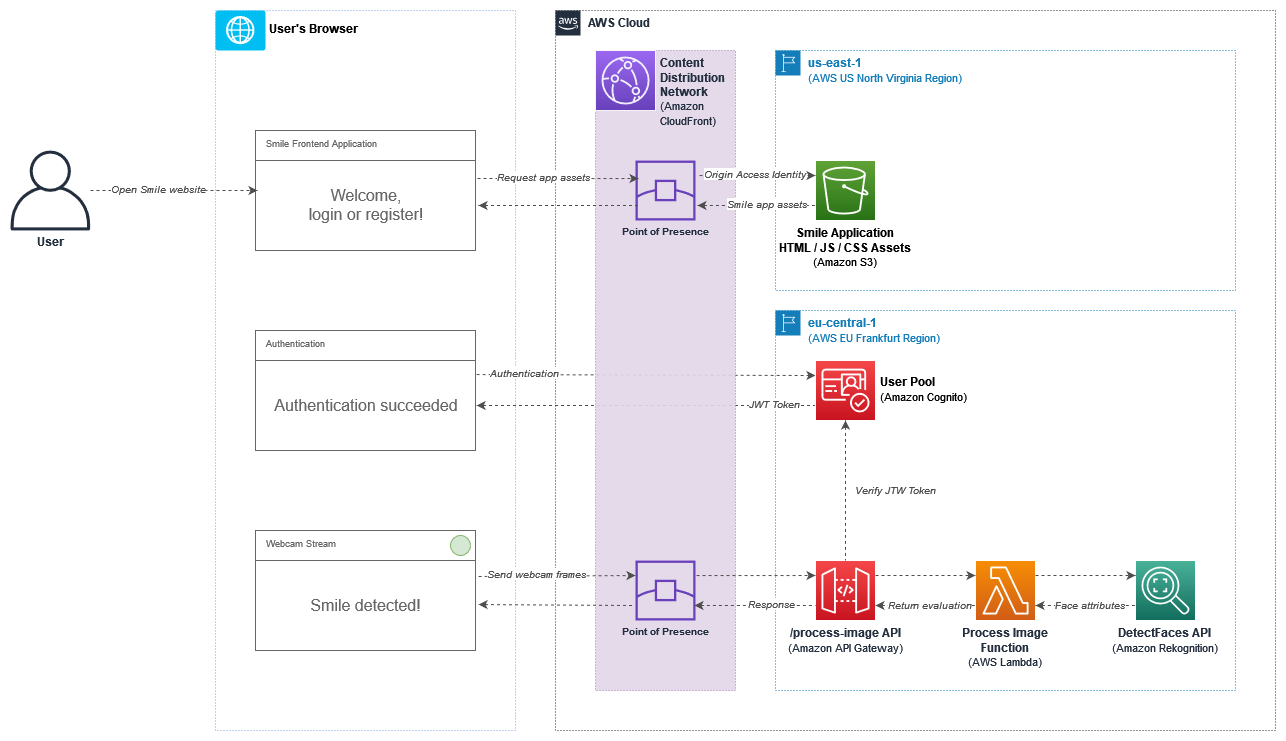 User's Browser
aws
AWS Cloud
Content
Distribution
Network
(Amazon
CloudFront)
us-east-1
(AWS US North Virginia Region)
Smile Frontend Application
Welcome,
login or register!
Open Smile website
User
Request app assets
Point of Presence
Origin Access Identity
Smile app assets
Smile Application
HTML / JS / CSS Assets
(Amazon S3)
eu-central-1
(AWS EU Frankfurt Region)
Authentication
Authentication succeeded
Authentication
JWT Token
User Pool
(Amazon Cognito)
Verify JTW Token
Webcam Stream
Smile detected!
Send webcam frames
Point of Presence
Response
/process-image API
(Amazon API Gateway)
Return evaluation
Process Image
Function
(AWS Lambda)
Face attributes
DetectFaces API
(Amazon Rekognition)